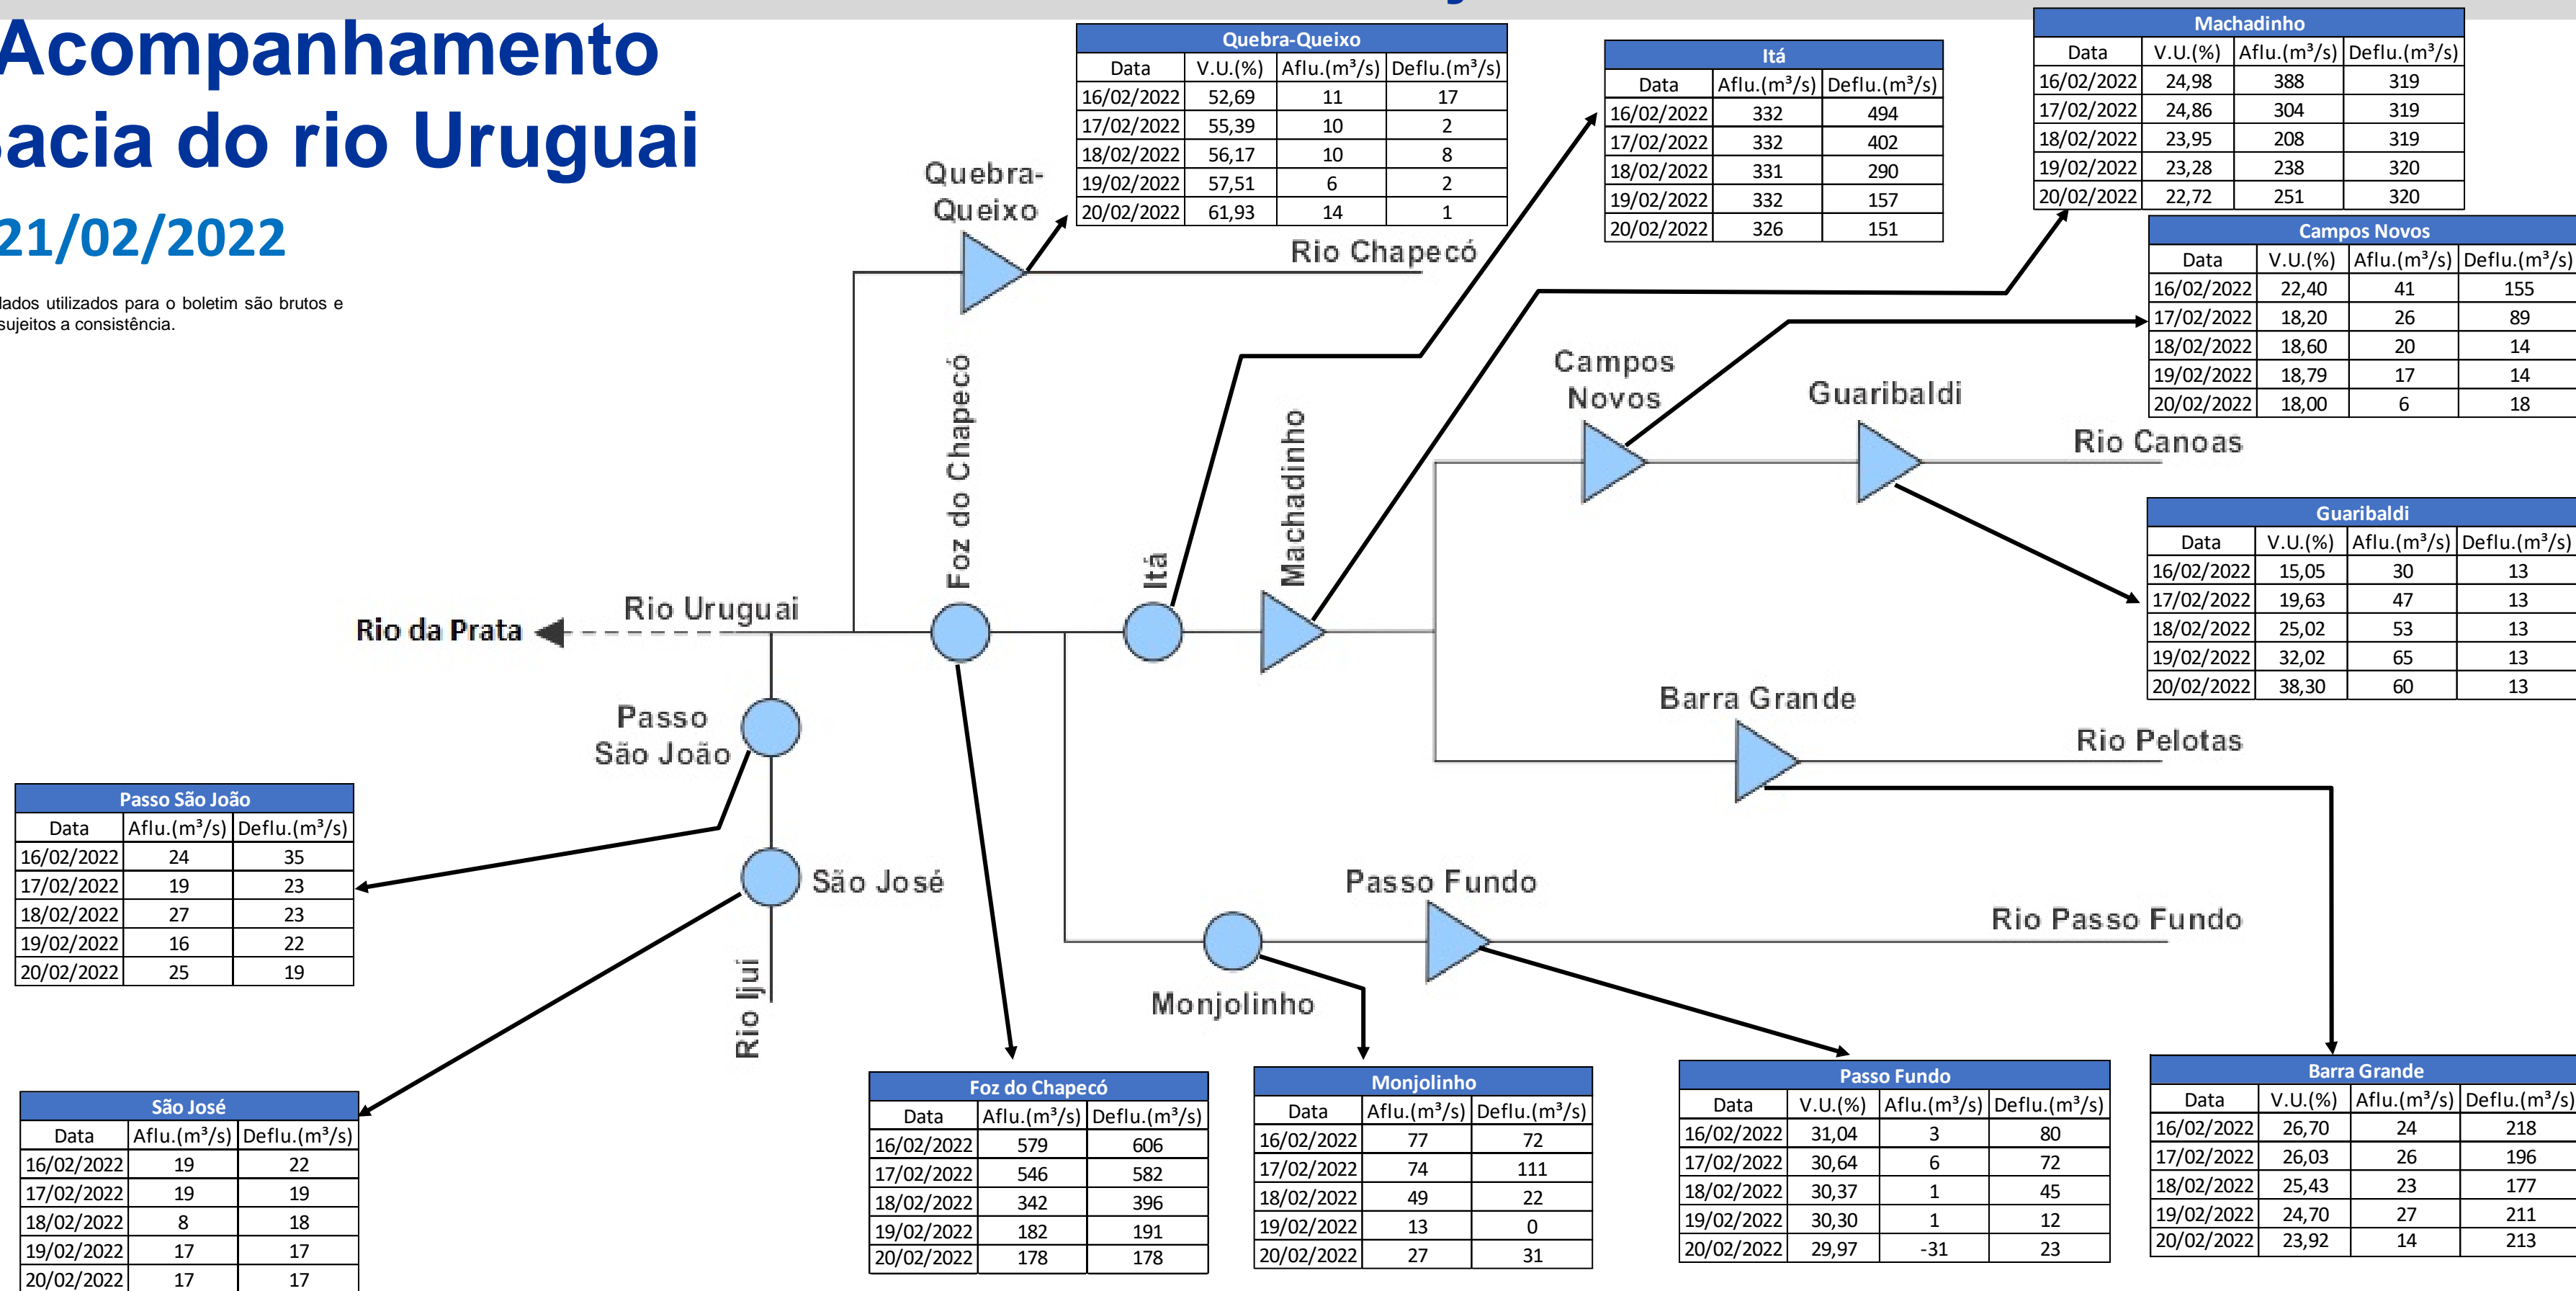 Acompanhamento
Bacia do rio Uruguai
21/02/2022
dados utilizados para o boletim são brutos e
sujeitos a consistência.
Quebra-Queixo
Data V.U.(%) Aflu.(m³/s) Deflu.(m³/s)
16/02/2022 52,69 11 17
17/02/2022 55,39 10 2
18/02/2022 56,17 10 8
19/02/2022 57,51 6 2
20/02/2022 61,93 14 1
Itá
Data Aflu.(m³/s) Deflu.(m³/s)
16/02/2022 332 494
17/02/2022 332 402
18/02/2022 331 290
19/02/2022 332 157
20/02/2022 326 151
Machadinho
Data V.U.(%) Aflu.(m³/s) Deflu.(m³/s)
16/02/2022 24,98 388 319
17/02/2022 24,86 304 319
18/02/2022 23,95 208 319
19/02/2022 23,28 238 320
20/02/2022 22,72 251 320
Campos Novos
Data V.U.(%) Aflu.(m³/s) Deflu.(m³/s)
16/02/2022 22,40 41 155
17/02/2022 18,20 26 89
18/02/2022 18,60 20 14
19/02/2022 18,79 17 14
20/02/2022 18,00 6 18
Quebra-
Queixo
Rio Chapecó
Foz do Chapecó
Itá
Machadinho
Campos
Novos
Guaribaldi
Rio Canoas
Guaribaldi
Data V.U.(%) Aflu.(m³/s) Deflu.(m³/s)
16/02/2022 15,05 30 13
17/02/2022 19,63 47 13
18/02/2022 25,02 53 13
19/02/2022 32,02 65 13
20/02/2022 38,30 60 13
Rio da Prata
Rio Uruguai
Passo
São João
Barra Grande
Rio Pelotas
São José
Rio Ijuí
Passo Fundo
Rio Passo Fundo
Monjolinho
Passo São João
Data Aflu.(m³/s) Deflu.(m³/s)
16/02/2022 24 35
17/02/2022 19 23
18/02/2022 27 23
19/02/2022 16 22
20/02/2022 25 19
São José
Data Aflu.(m³/s) Deflu.(m³/s)
16/02/2022 19 22
17/02/2022 19 19
18/02/2022 8 18
19/02/2022 17 17
20/02/2022 17 17
Foz do Chapecó
Data Aflu.(m³/s) Deflu.(m³/s)
16/02/2022 579 606
17/02/2022 546 582
18/02/2022 342 396
19/02/2022 182 191
20/02/2022 178 178
Monjolinho
Data Aflu.(m³/s) Deflu.(m³/s)
16/02/2022 77 72
17/02/2022 74 111
18/02/2022 49 22
19/02/2022 13 0
20/02/2022 27 31
Passo Fundo
Data V.U.(%) Aflu.(m³/s) Deflu.(m³/s)
16/02/2022 31,04 3 80
17/02/2022 30,64 6 72
18/02/2022 30,37 1 45
19/02/2022 30,30 1 12
20/02/2022 29,97 -31 23
Barra Grande
Data V.U.(%) Aflu.(m³/s) Deflu.(m³/s)
16/02/2022 26,70 24 218
17/02/2022 26,03 26 196
18/02/2022 25,43 23 177
19/02/2022 24,70 27 211
20/02/2022 23,92 14 213